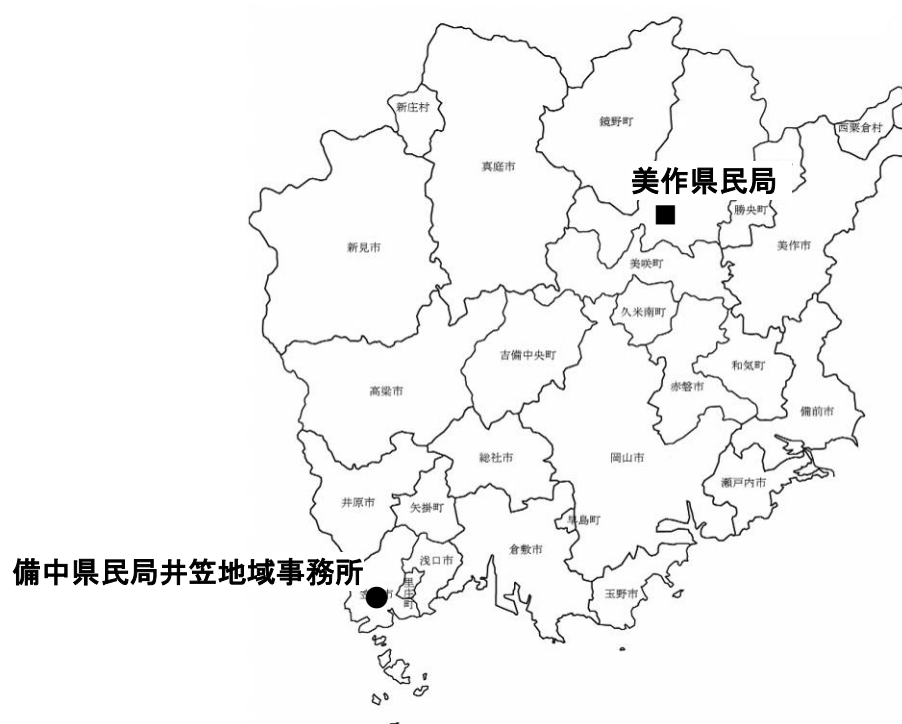 新庄村
鏡野町
西粟倉村
真庭市
美作県民局
勝央町
新見市
美作市
美咲町
久米南町
吉備中央町
和気町
高梁市
赤磐市
備前市
総社市
岡山市
瀬戸内市
井原市
矢掛町
早島町
倉敷市
浅口市
備中県民局井笠地域事務所
里庄町
玉野市